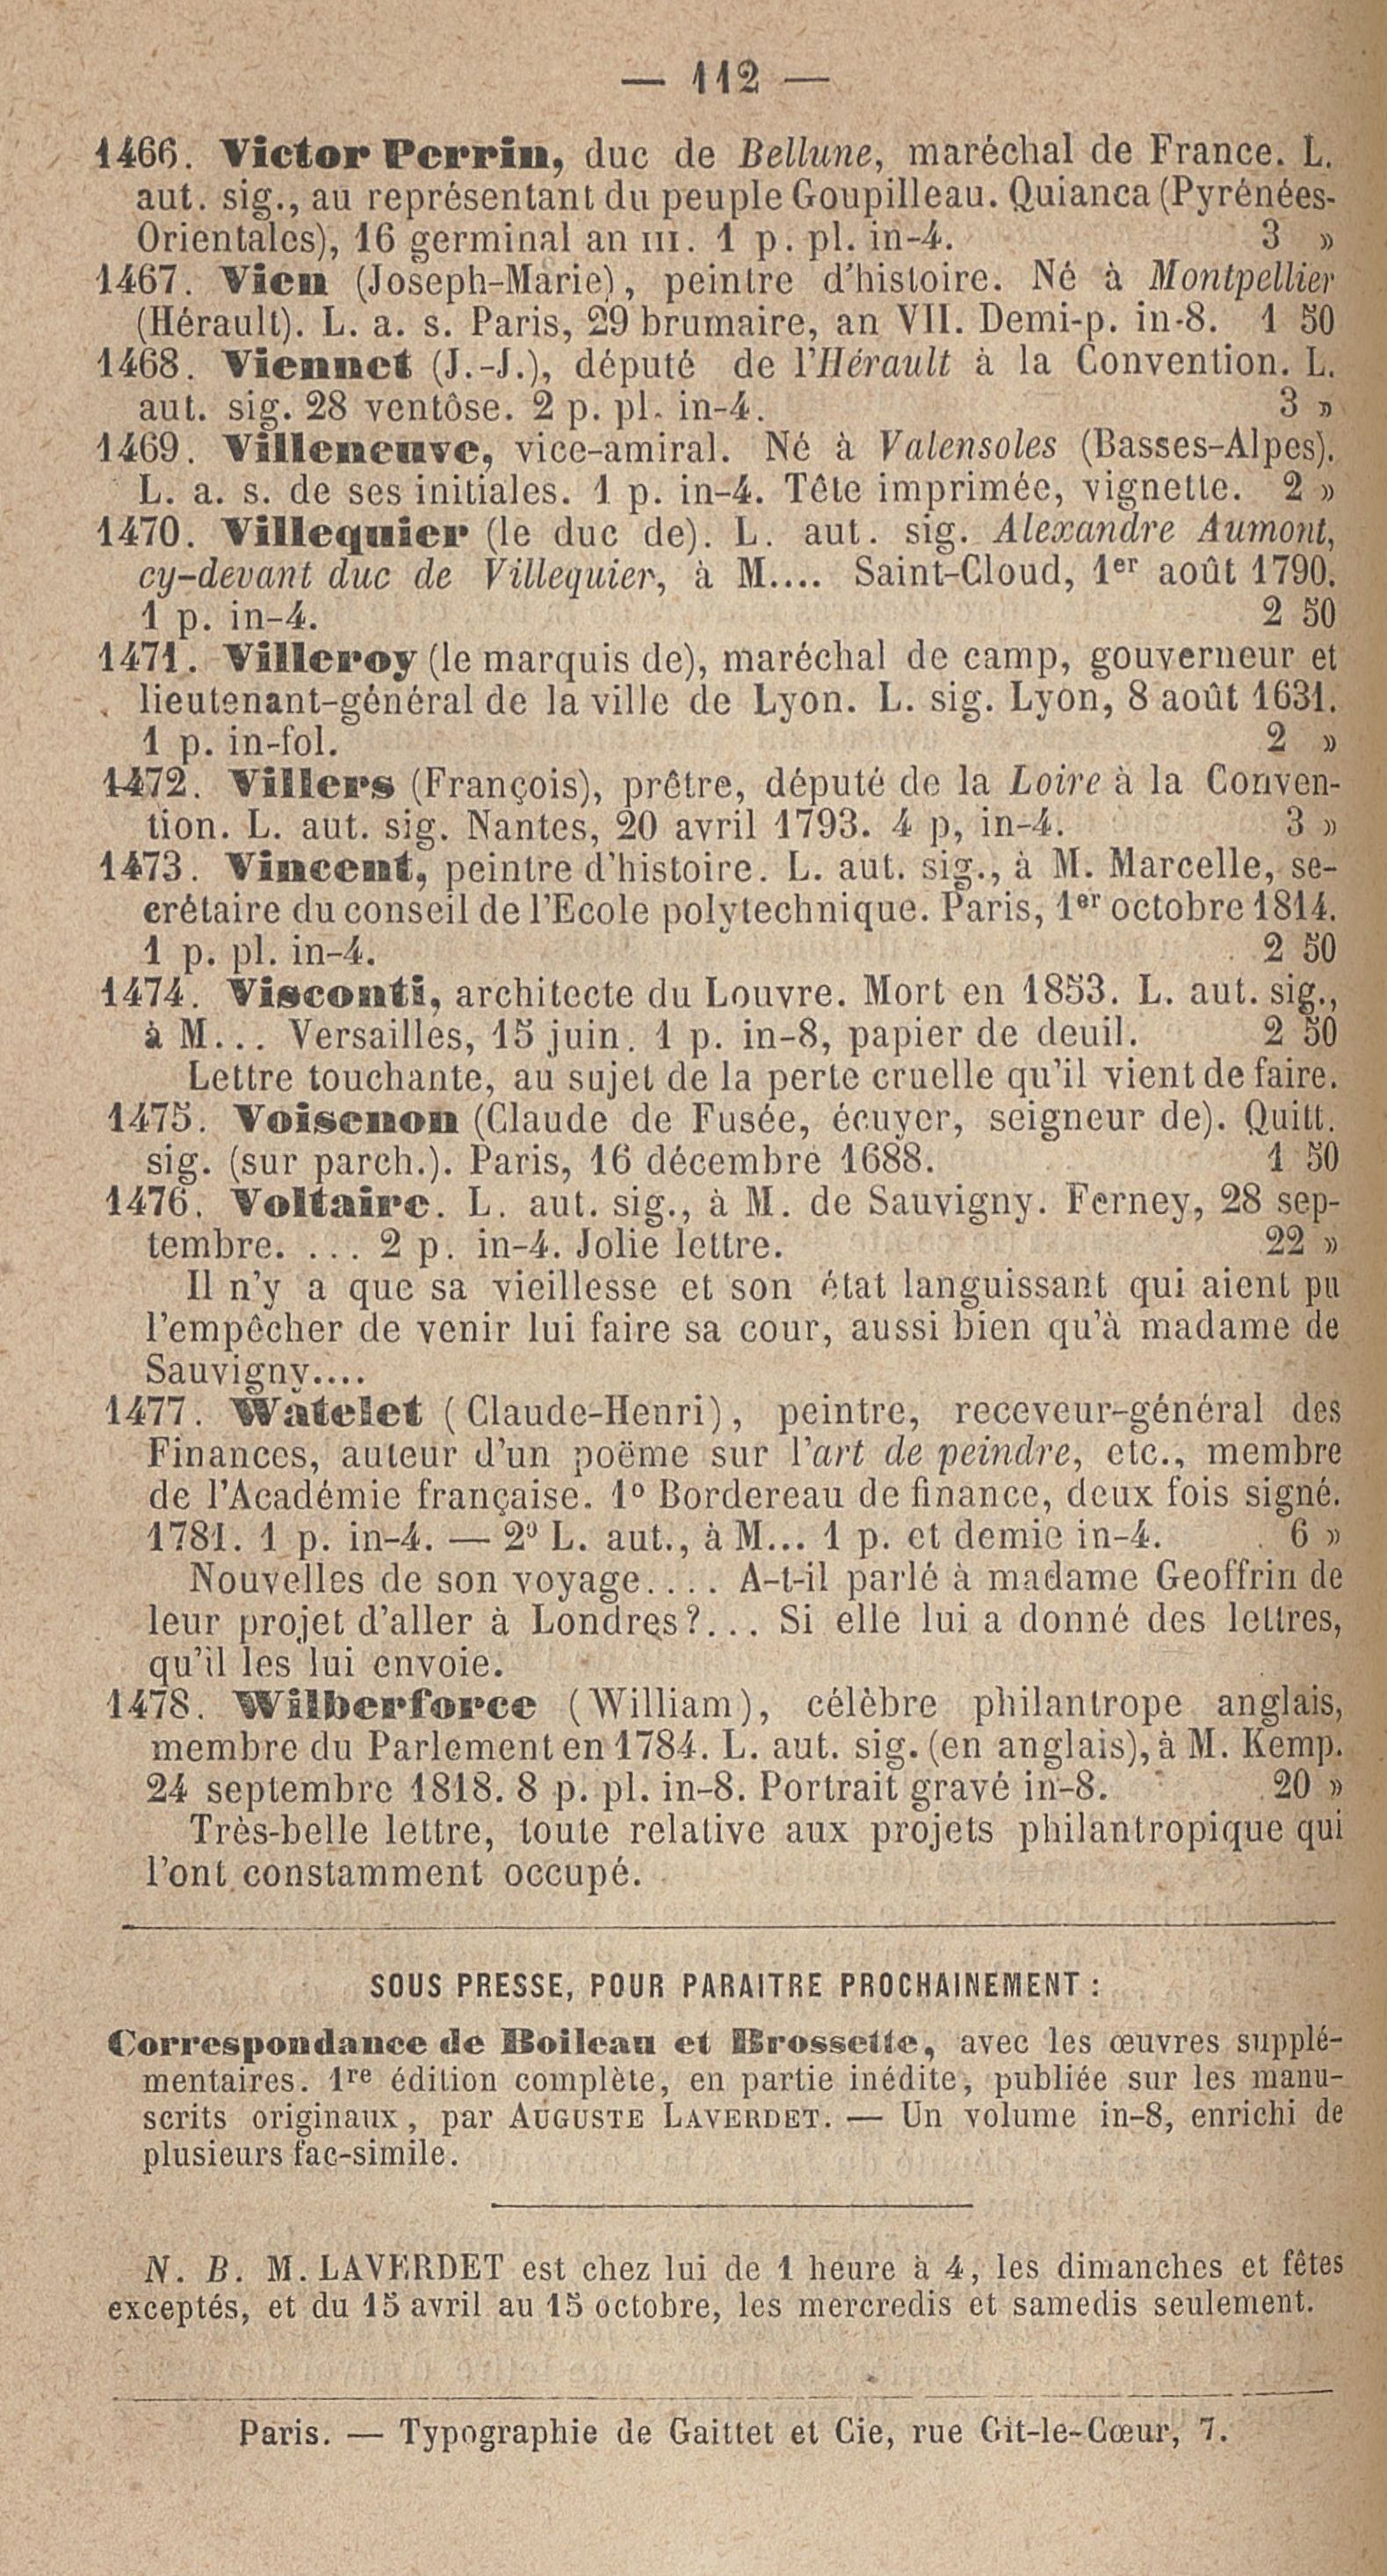 — 112 —
1466. Victor Perrin, duc de Bellune, maréchal de France. L.
aut. sig., au représentant du peuple Goupilleau. Quianca (Pyrénées-
Orientales), 16 germinal an III. 1 p. pl. in-4. 3 »
1467. Vien (Joseph-Marie), peintre d'histoire. Né à Montpellier
(Hérault). L. a. s. Paris, 29 brumaire, an VII. Demi-p. in-8. 1 50
1468. Viennet (J.-J.), député de l'Hérault à la Convention. L.
aut. sig. 28 ventôse. 2 p. pl. in-4. 3 »
1469. Villeneuve, vice-amiral. Né à Valensoles (Basses-Alpes).
L. a. s. de ses initiales. 1 p. in-4. Tête imprimée, vignette. 2 »
1470. Villequier (le duc de). L. aut. sig. Alexandre Aumont,
cy-devant duc de Villequier, à M.... Saint-Cloud, 1er août 1790.
1 p. in-4. 2 50
1471. Villeroy (le marquis de), maréchal de camp, gouverneur et
lieutenant-général de la ville de Lyon. L. sig. Lyon, 8 août 1631.
1 p. in-fol. 2 »
1472. Villers (François), prêtre, député de la Loire à la Conven-
tion. L. aut. sig. Nantes, 20 avril 1793. 4 p, in-4. 3 »
1473. Vincent, peintre d'histoire. L. aut. sig., à M. Marcelle, se-
crétaire du conseil de l'Ecole polytechnique. Paris, 1er octobre 1814.
1 p. pl. in-4. 2 50
1474. Visconti, architecte du Louvre. Mort en 1853. L. aut. sig.,
à M... Versailles, 15 juin. 1 p. in-8, papier de deuil. 2 50
Lettre touchante, au sujet de la perte cruelle qu'il vient de faire.
1475. Voisenon (Claude de Fusée, écuyer, seigneur de). Quitt.
sig. (sur parch.). Paris, 16 décembre 1688. 1 50
1476. Voltaire. L. aut. sig., à M. de Sauvigny. Ferney, 28 sep-
tembre. ... 2 p. in-4. Jolie lettre. 22 »
Il n'y a que sa vieillesse et son état languissant qui aient pu
l'empêcher de venir lui faire sa cour, aussi bien qu'à madame de
Sauvigny....
1477. Watelet (Claude-Henri), peintre, receveur-général des
Finances, auteur d'un poëme sur l'art de peindre, etc., membre
de l'Académie française. 1º Bordereau de finance, deux fois signé.
1781. 1 p. in-4. — 2º L. aut., à M... 1 p. et demie in-4. 6 »
Nouvelles de son voyage.... A-t-il parlé à madame Geoffrin de
leur projet d'aller à Londres?... Si elle lui a donné des lettres,
qu'il les lui envoie.
1478. Wilberforce (William), célèbre philantrope anglais,
membre du Parlement en 1784. L. aut. sig. (en anglais), à M. Kemp.
24 septembre 1818. 8 p. pl. in-8. Portrait gravé in-8. 20 »
Très-belle lettre, toute relative aux projets philantropique qui
l'ont constamment occupé.
SOUS PRESSE, POUR PARAITRE PROCHAINEMENT :
Correspondance de Boileau et Brossette, avec les œuvres supplé-
mentaires. 1re édition complète, en partie inédite, publiée sur les manu-
scrits originaux, par AUGUSTE LAVERDET. — Un volume in-8, enrichi de
plusieurs fac-simile.
N. B. M. LAVERDET est chez lui de 1 heure à 4, les dimanches et fêtes
exceptés, et du 15 avril au 15 octobre, les mercredis et samedis seulement.
Paris. — Typographie de Gaittet et Cie, rue Gît-le-Cœur, 7.